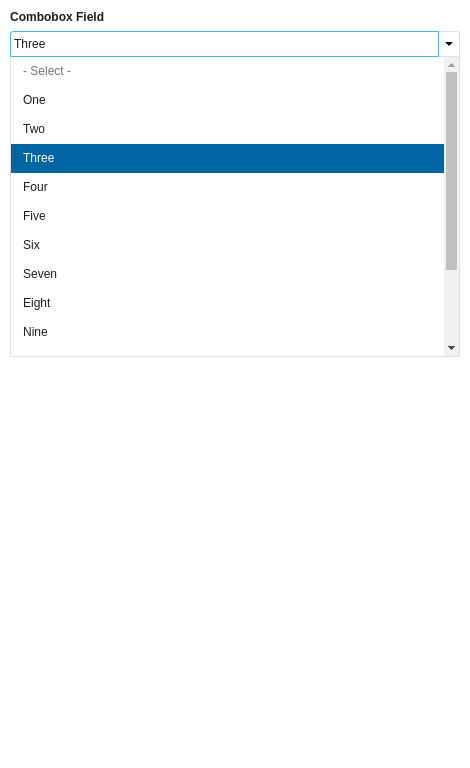 Combobox Field
Three
- Select -
One
Two
Three
Four
Five
Six
Seven
Eight
Nine